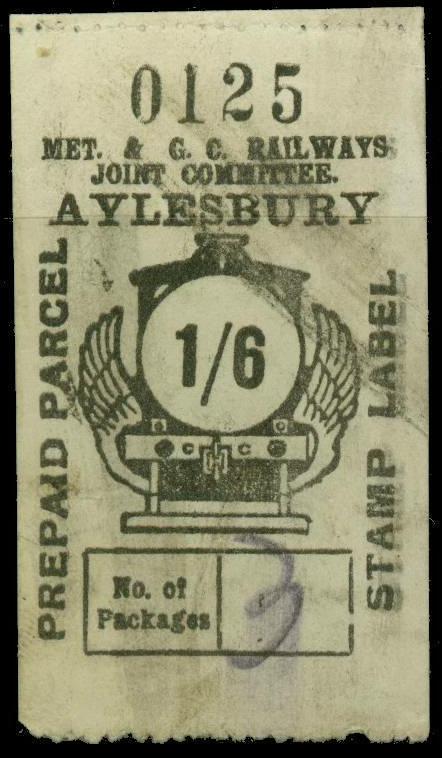 0125
MET. & G. C. RAILWAYS
JOINT COMMITTEE.
AYLESBURY
PREPAID PARCEL
1/6
STAMP LABEL
C C
No. of
Packages
3